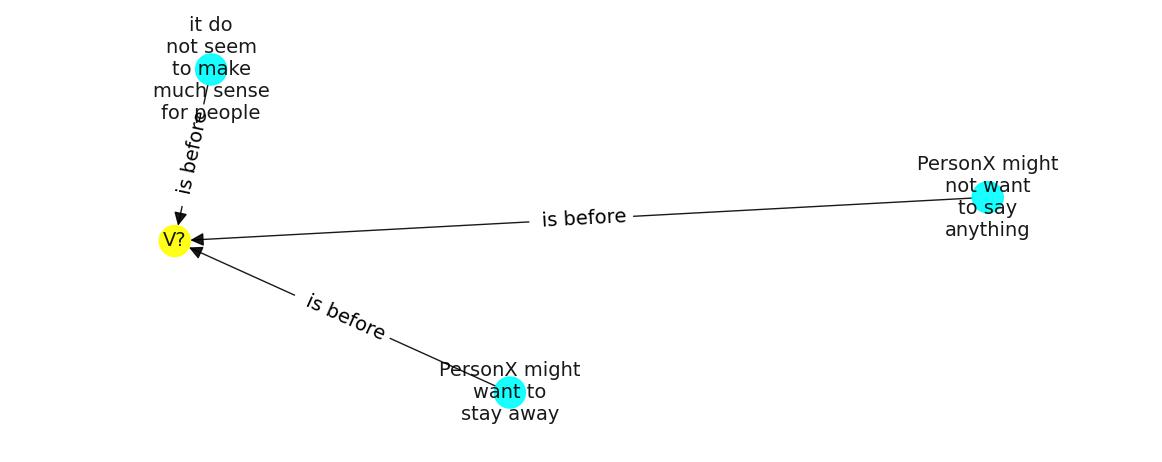 it do
not seem
to make
much sense
for people
is before
PersonX might
not want
to say
anything
is before
V?
is before
PersonX might
want to
stay away